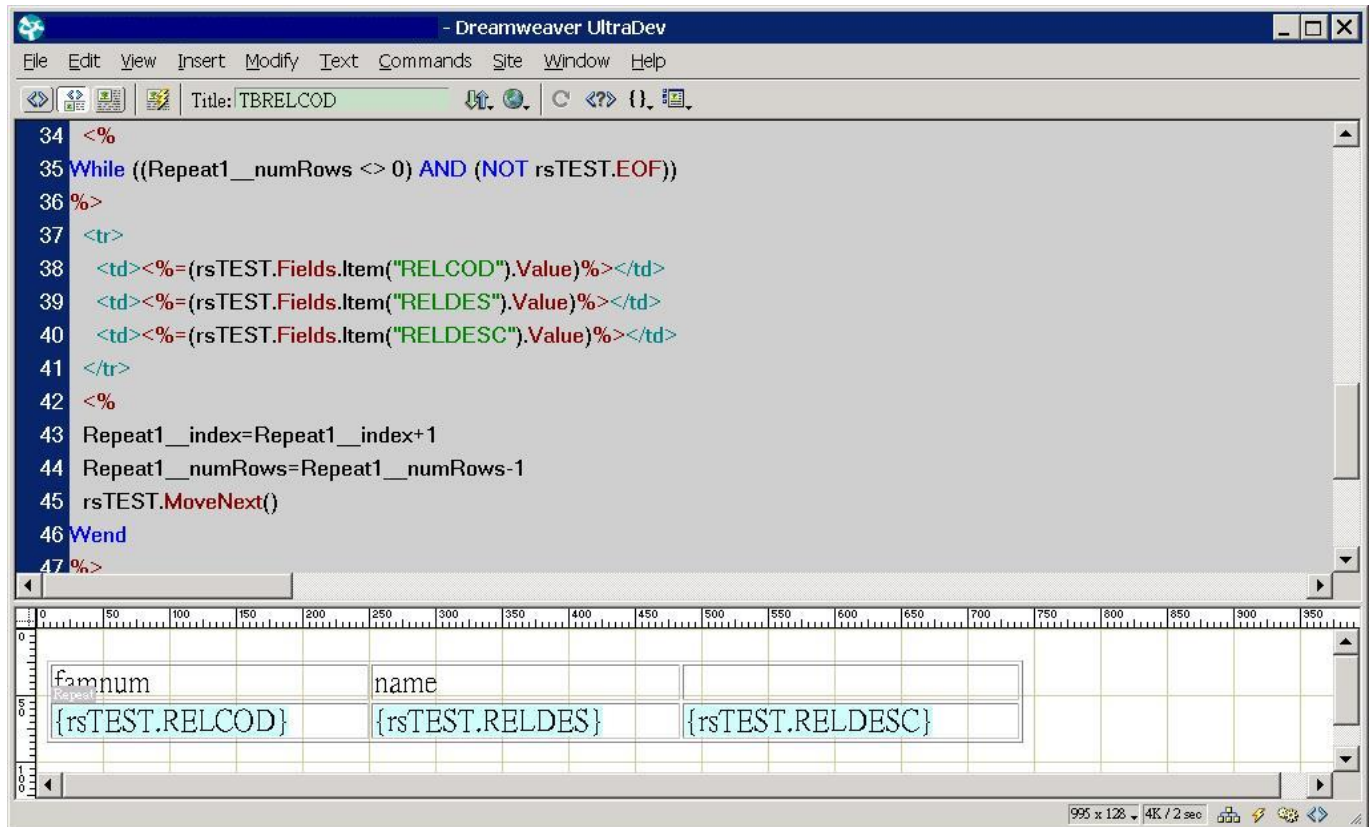 - Dreamweaver UltraDev
File Edit View Insert Modify Text Commands Site Window Help
Title: TBRELCOD
34 <%
35 While ((Repeat1__numRows <> 0) AND (NOT rsTEST.EOF))
36 %>
37 <tr>
38 <td><%=(rsTEST.Fields.Item("RELCOD").Value)%></td>
39 <td><%=(rsTEST.Fields.Item("RELDES").Value)%></td>
40 <td><%=(rsTEST.Fields.Item("RELDESC").Value)%></td>
41 </tr>
42 <%
43 Repeat1__index=Repeat1__index+1
44 Repeat1__numRows=Repeat1__numRows-1
45 rsTEST.MoveNext()
46 Wend
47 %>
0 50 100 150 200 250 300 350 400 450 500 550 600 650 700 750 800 850 900 950
0
famnum name
Repeat
50
{rsTEST.RELCOD} {rsTEST.RELDES} {rsTEST.RELDESC}
100
995 x 128 4K / 2 sec